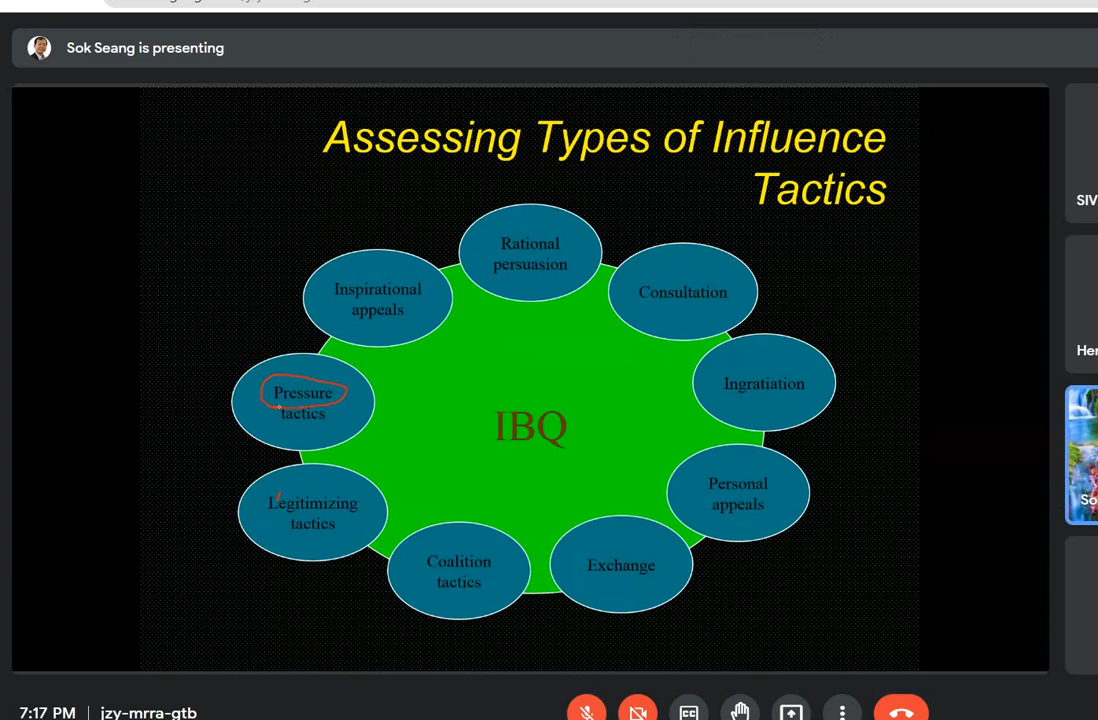 Sok Seang is presenting
Assessing Types of Influence
Tactics
Rational
persuasion
Inspirational
appeals
Consultation
Pressure
tactics
Ingratiation
IBQ
Legitimizing
tactics
Personal
appeals
Coalition
tactics
Exchange
SIV
Her
So
7:17 PM | jzy-mrra-gtb
CC